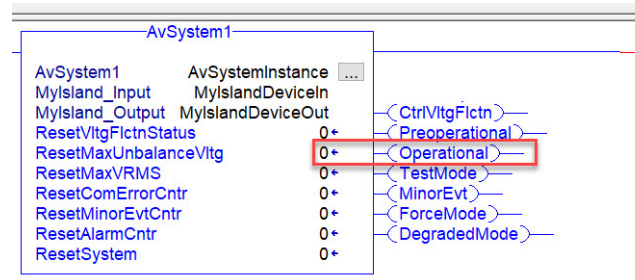 AvSystem1
AvSystem1 AvSystemInstance ...
MyIsland_Input MyIslandDeviceIn
MyIsland_Output MyIslandDeviceOut CtrlVltgFlctn
ResetVltgFlctnStatus 0 Preoperational
ResetMaxUnbalanceVltg 0 Operational
ResetMaxVRMS 0 TestMode
ResetComErrorCntr 0 MinorEvt
ResetMinorEvtCntr 0 ForceMode
ResetAlarmCntr 0 DegradedMode
ResetSystem 0